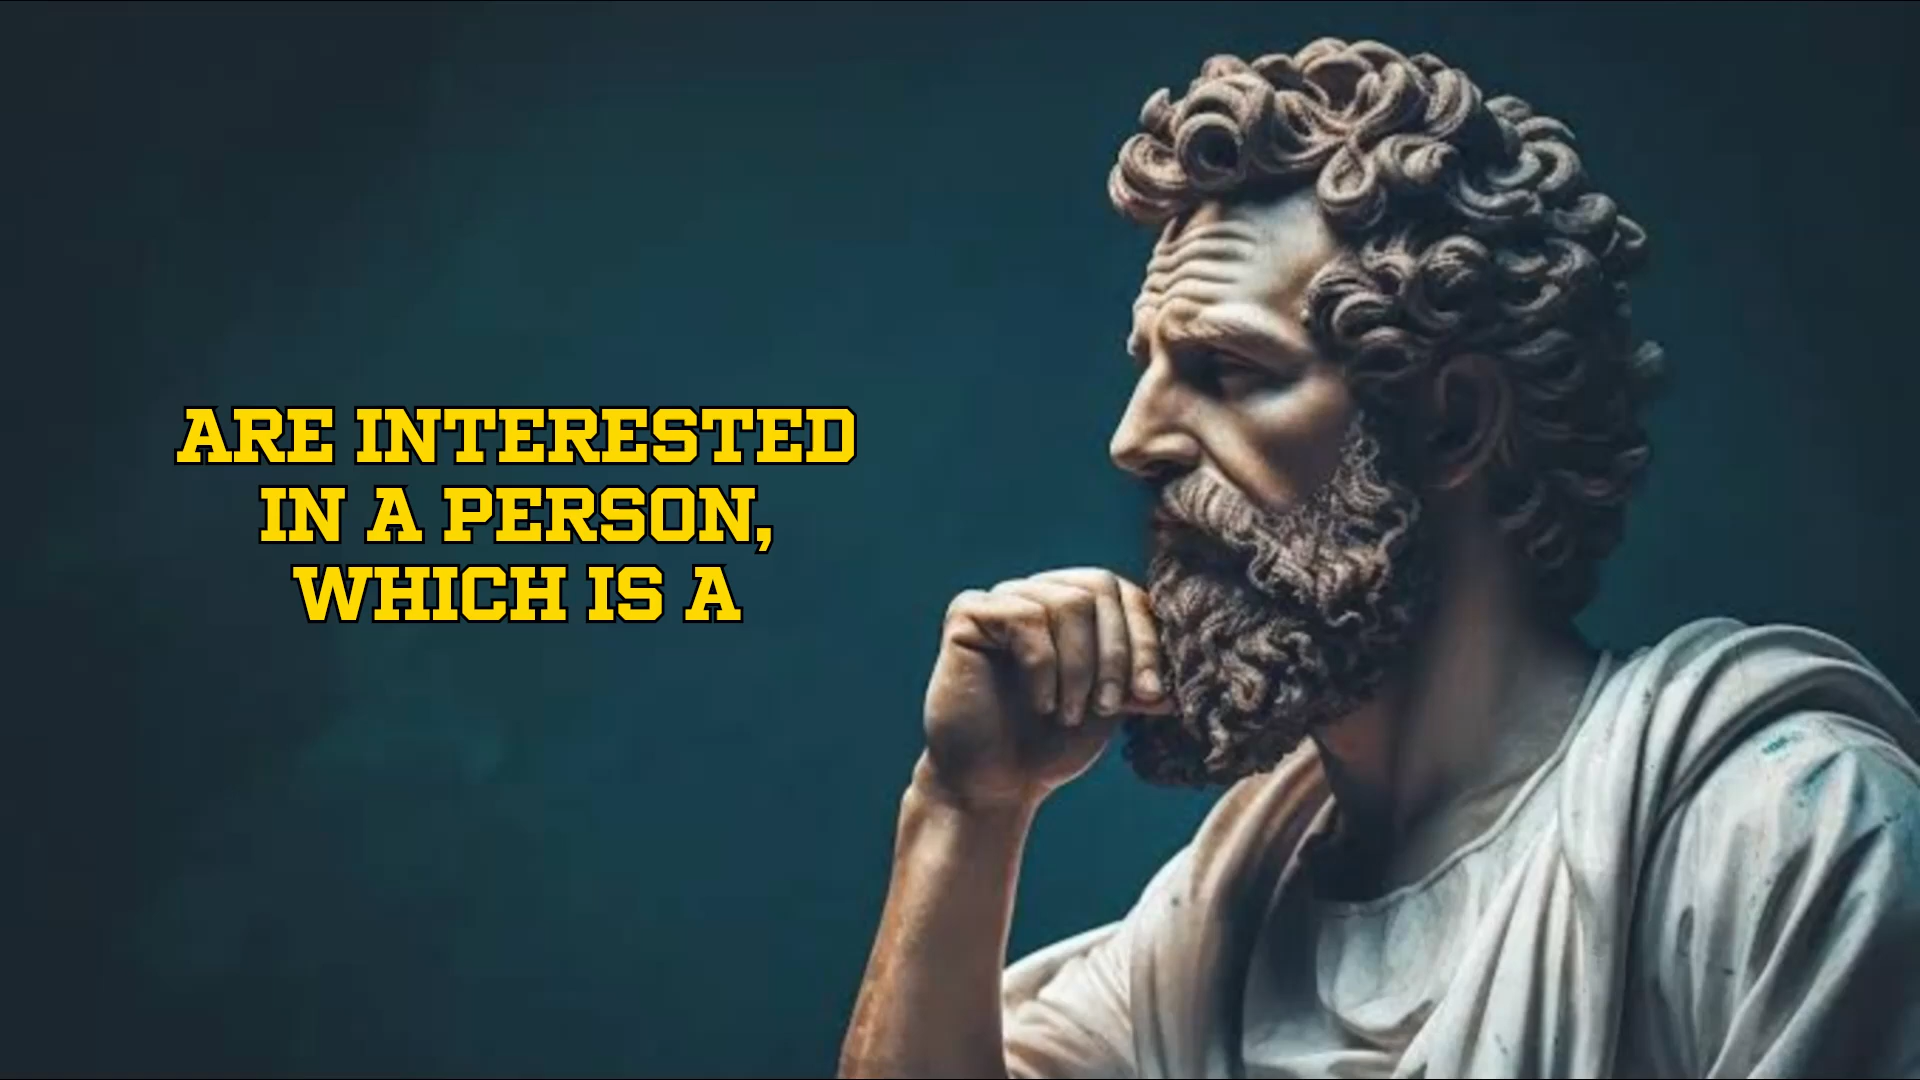 ARE INTERESTED
IN A PERSON,
WHICH IS A